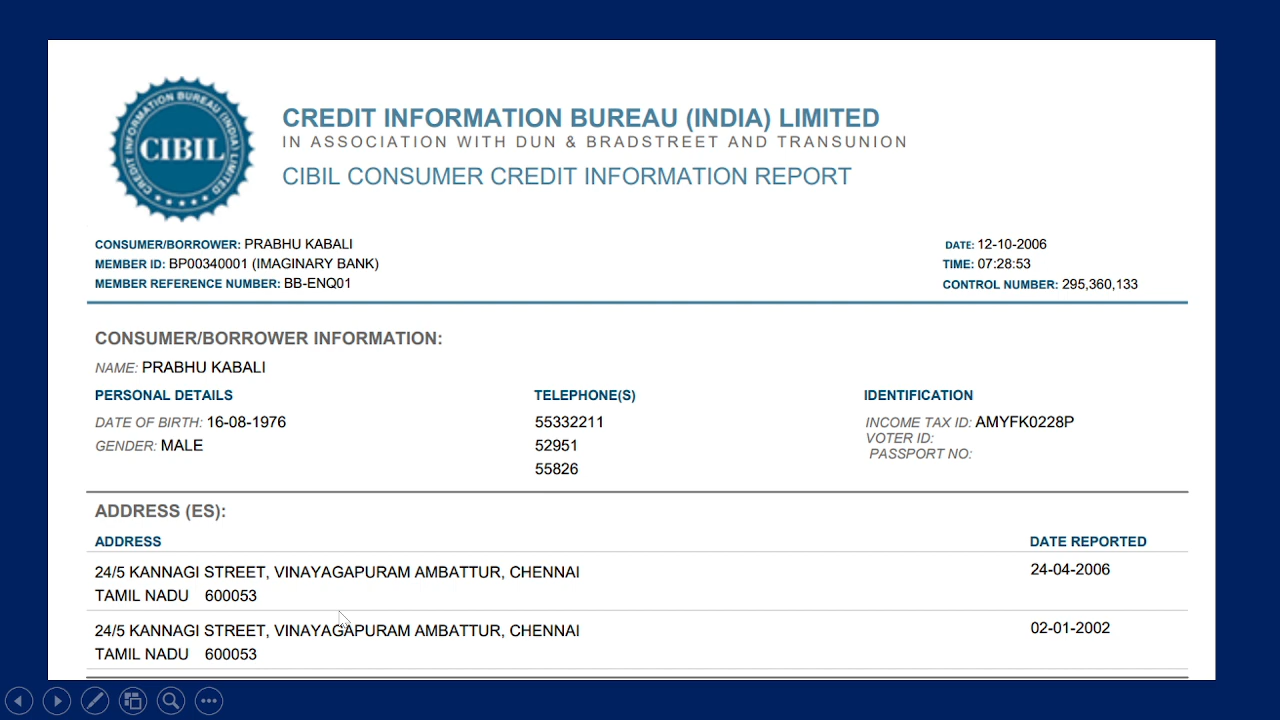 CREDIT INFORMATION BUREAU (INDIA) LIMITED
CIBIL
CREDIT INFORMATION BUREAU (INDIA) LIMITED
IN ASSOCIATION WITH DUN & BRADSTREET AND TRANSUNION
CIBIL CONSUMER CREDIT INFORMATION REPORT
CONSUMER/BORROWER: PRABHU KABALI
DATE: 12-10-2006
MEMBER ID: BP00340001 (IMAGINARY BANK)
TIME: 07:28:53
MEMBER REFERENCE NUMBER: BB-ENQ01
CONTROL NUMBER: 295,360,133
CONSUMER/BORROWER INFORMATION:
NAME: PRABHU KABALI
PERSONAL DETAILS
DATE OF BIRTH: 16-08-1976
GENDER: MALE
TELEPHONE(S)
55332211
52951
55826
IDENTIFICATION
INCOME TAX ID: AMYFK0228P
VOTER ID:
PASSPORT NO:
ADDRESS (ES):
ADDRESS DATE REPORTED
24/5 KANNAGI STREET, VINAYAGAPURAM AMBATTUR, CHENNAI 24-04-2006
TAMIL NADU 600053
24/5 KANNAGI STREET, VINAYAGAPURAM AMBATTUR, CHENNAI 02-01-2002
TAMIL NADU 600053